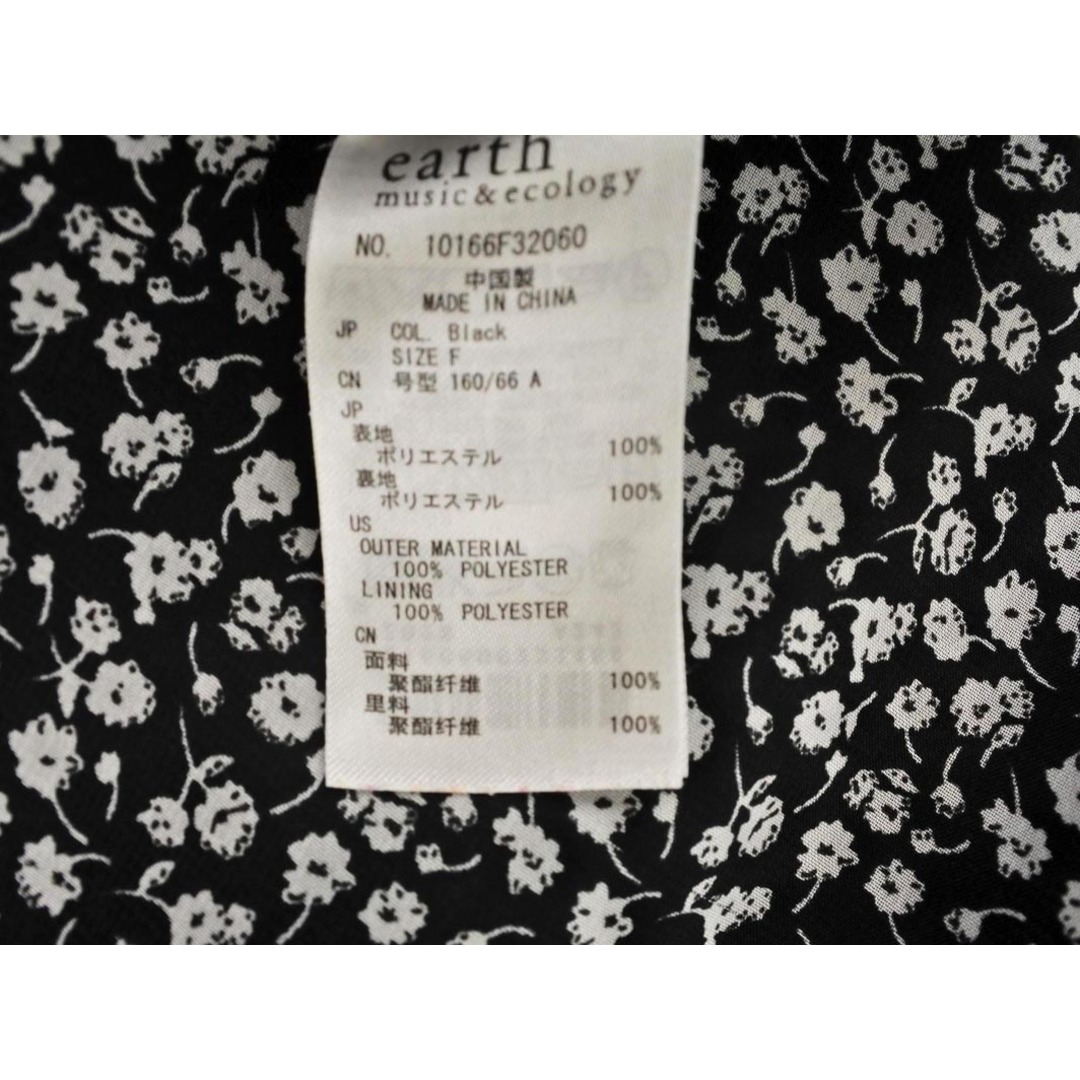 earth
music&ecology
NO. 10166F32060
中国製
MADE IN CHINA
JP COL. Black
SIZE F
CN 号型 160/66 A
JP
表地
ポリエステル 100%
裏地
ポリエステル 100%
US
OUTER MATERIAL
100% POLYESTER
LINING
100% POLYESTER
CN
面料
聚酯纤维 100%
里料
聚酯纤维 100%